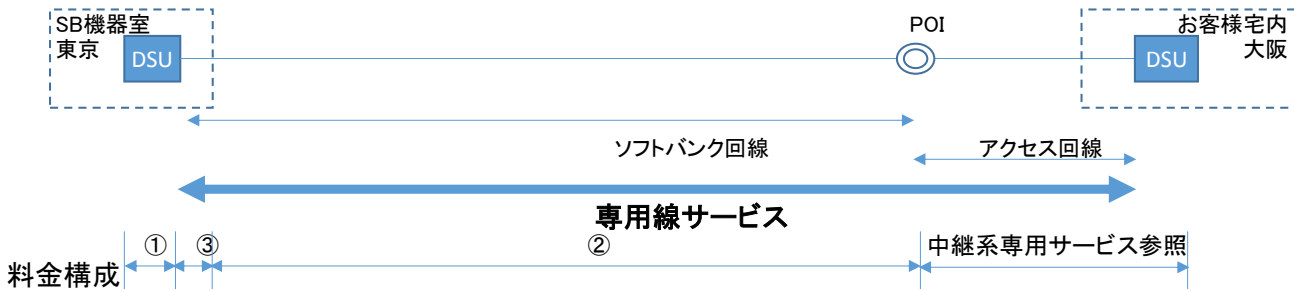 SB機器室
東京
DSU
POI
お客様宅内
大阪
DSU
ソフトバンク回線
アクセス回線
専用線サービス
料金構成
①
③
②
中継系専用サービス参照